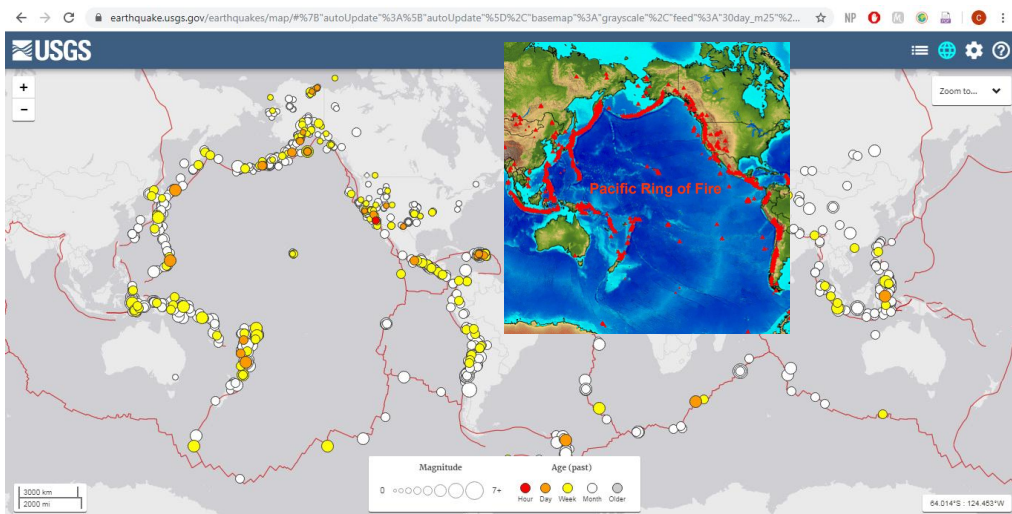 earthquake.usgs.gov/earthquakes/map/#%7B"autoUpdate"%3A%5B"autoUpdate"%5D%2C"basemap"%3A"grayscale"%2C"feed"%3A"30day_m25"%2...
NP
C
USGS
+
-
Zoom to...
Pacific Ring of Fire
Magnitude
0 7+
Age (past)
Hour Day Week Month Older
3000 km
2000 mi
64.014°S : 124.453°W